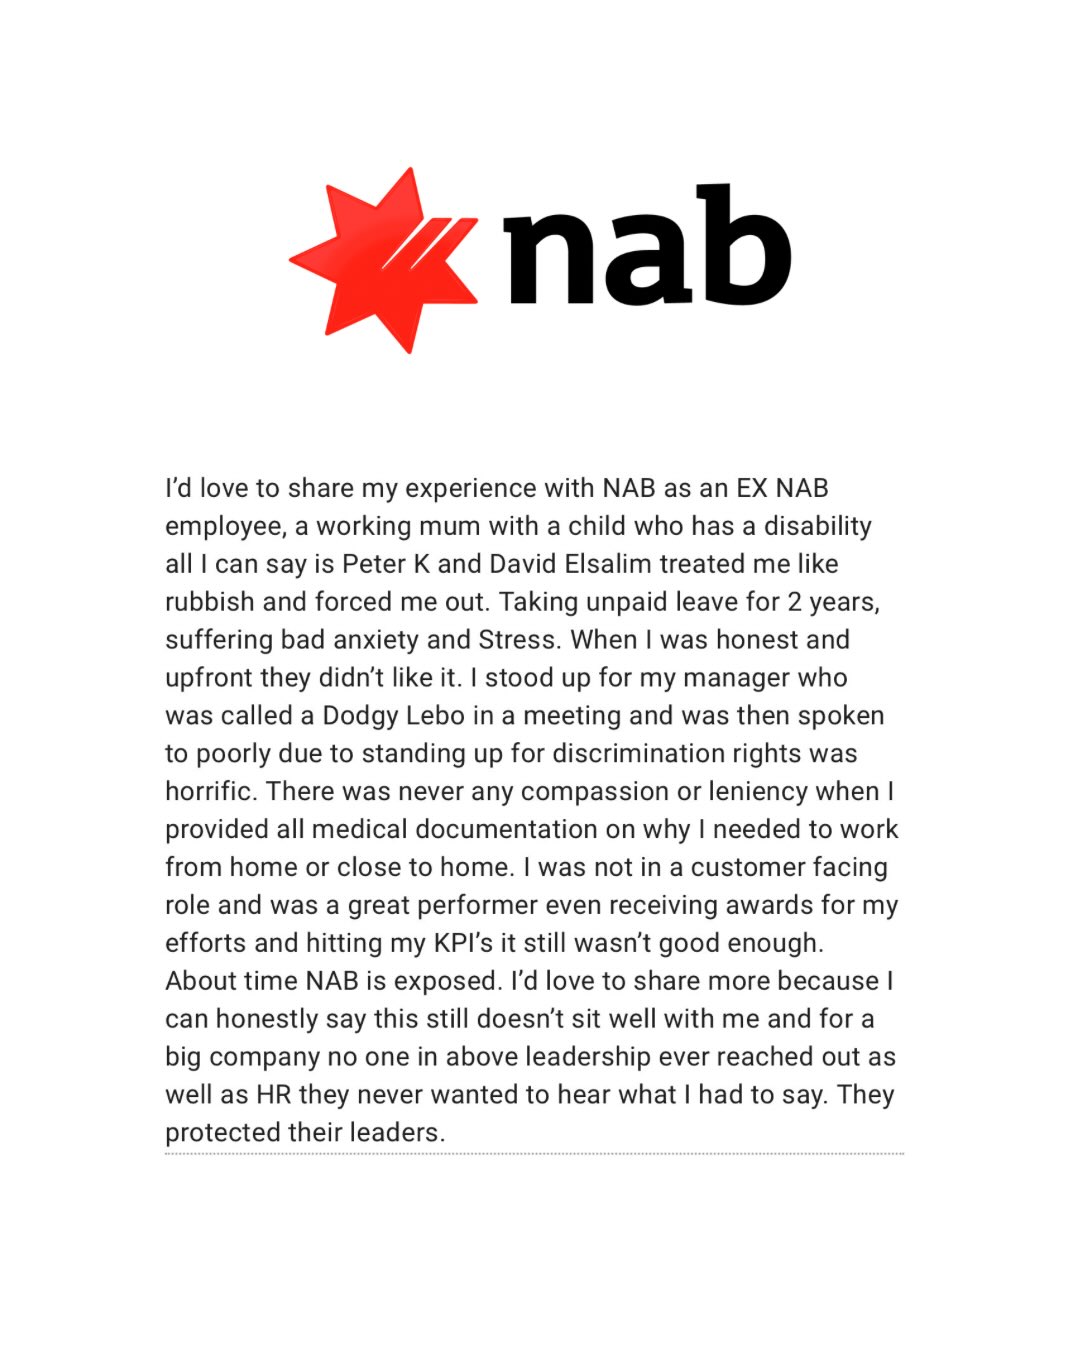 nab
I’d love to share my experience with NAB as an EX NAB
employee, a working mum with a child who has a disability
all I can say is Peter K and David Elsalim treated me like
rubbish and forced me out. Taking unpaid leave for 2 years,
suffering bad anxiety and Stress. When I was honest and
upfront they didn’t like it. I stood up for my manager who
was called a Dodgy Lebo in a meeting and was then spoken
to poorly due to standing up for discrimination rights was
horrific. There was never any compassion or leniency when I
provided all medical documentation on why I needed to work
from home or close to home. I was not in a customer facing
role and was a great performer even receiving awards for my
efforts and hitting my KPI’s it still wasn’t good enough.
About time NAB is exposed. I’d love to share more because I
can honestly say this still doesn’t sit well with me and for a
big company no one in above leadership ever reached out as
well as HR they never wanted to hear what I had to say. They
protected their leaders.